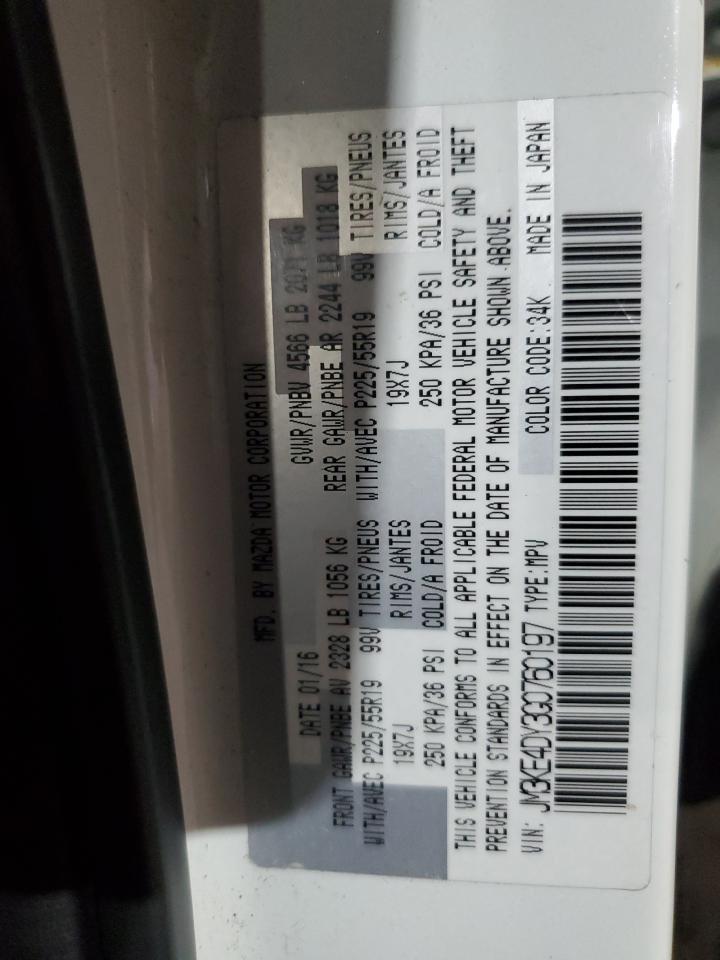 MFD. BY MAZDA MOTOR CORPORATION
DATE 01/16 GVWR/PNBV 4566 LB 2071 KG
FRONT GAWR/PNBE AV 2328 LB 1056 KG REAR GAWR/PNBE AR 2244 LB 1018 KG
WITH/AVEC P225/55R19 99V TIRES/PNEUS WITH/AVEC P225/55R19 99V TIRES/PNEUS
19X7J RIMS/JANTES 19X7J RIMS/JANTES
250 KPA/36 PSI COLD/A FROID 250 KPA/36 PSI COLD/A FROID
THIS VEHICLE CONFORMS TO ALL APPLICABLE FEDERAL MOTOR VEHICLE SAFETY AND THEFT
PREVENTION STANDARDS IN EFFECT ON THE DATE OF MANUFACTURE SHOWN ABOVE.
VIN: JM3KE4DY3G0760197 TYPE:MPV COLOR CODE:34K MADE IN JAPAN